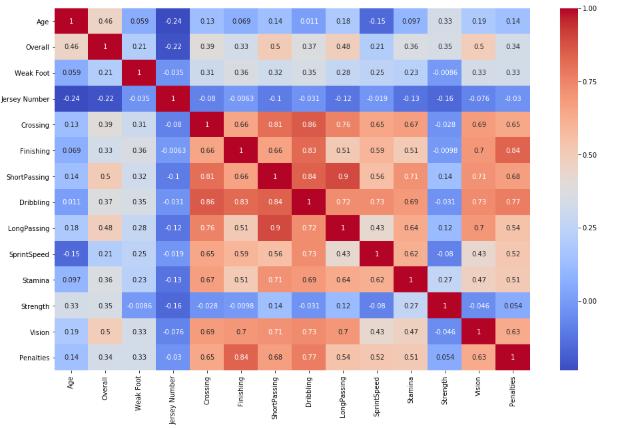 Age 1 0.46 0.059 -0.24 0.13 0.069 0.14 0.011 0.18 -0.15 0.097 0.33 0.19 0.14
Overall 0.46 1 0.21 -0.22 0.39 0.33 0.5 0.37 0.48 0.21 0.36 0.35 0.5 0.34
Weak Foot 0.059 0.21 1 -0.035 0.31 0.36 0.32 0.35 0.28 0.25 0.23 -0.0086 0.33 0.33
Jersey Number -0.24 -0.22 -0.035 1 -0.08 -0.0063 -0.1 -0.031 -0.12 -0.019 -0.13 -0.16 -0.076 -0.03
Crossing 0.13 0.39 0.31 -0.08 1 0.66 0.81 0.86 0.76 0.65 0.67 -0.028 0.69 0.65
Finishing 0.069 0.33 0.36 -0.0063 0.66 1 0.66 0.83 0.51 0.59 0.51 -0.0098 0.7 0.84
ShortPassing 0.14 0.5 0.32 -0.1 0.81 0.66 1 0.84 0.9 0.56 0.71 0.14 0.71 0.68
Dribbling 0.011 0.37 0.35 -0.031 0.86 0.83 0.84 1 0.72 0.73 0.69 -0.031 0.73 0.77
LongPassing 0.18 0.48 0.28 -0.12 0.76 0.51 0.9 0.72 1 0.43 0.64 0.12 0.7 0.54
SprintSpeed -0.15 0.21 0.25 -0.019 0.65 0.59 0.56 0.73 0.43 1 0.62 -0.08 0.43 0.52
Stamina 0.097 0.36 0.23 -0.13 0.67 0.51 0.71 0.69 0.64 0.62 1 0.27 0.47 0.51
Strength 0.33 0.35 -0.0086 -0.16 -0.028 -0.0098 0.14 -0.031 0.12 -0.08 0.27 1 -0.046 0.054
Vision 0.19 0.5 0.33 -0.076 0.69 0.7 0.71 0.73 0.7 0.43 0.47 -0.046 1 0.63
Penalties 0.14 0.34 0.33 -0.03 0.65 0.84 0.68 0.77 0.54 0.52 0.51 0.054 0.63 1
Age Overall Weak Foot Jersey Number Crossing Finishing ShortPassing Dribbling LongPassing SprintSpeed Stamina Strength Vision Penalties
1.00
0.75
0.50
0.25
0.00